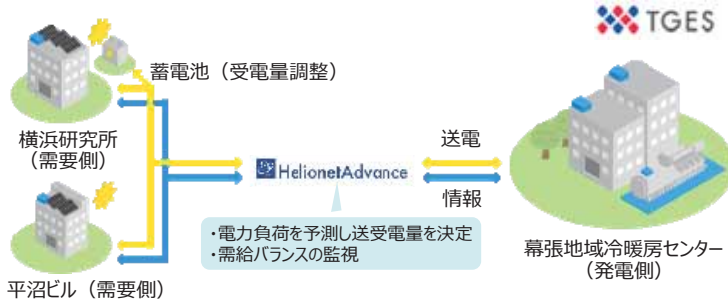 TGES
蓄電池（受電量調整）
横浜研究所
（需要側）
送電
HelionetAdvance
情報
・電力負荷を予測し送受電量を決定
・需給バランスの監視
幕張地域冷暖房センター
（発電側）
平沼ビル（需要側）